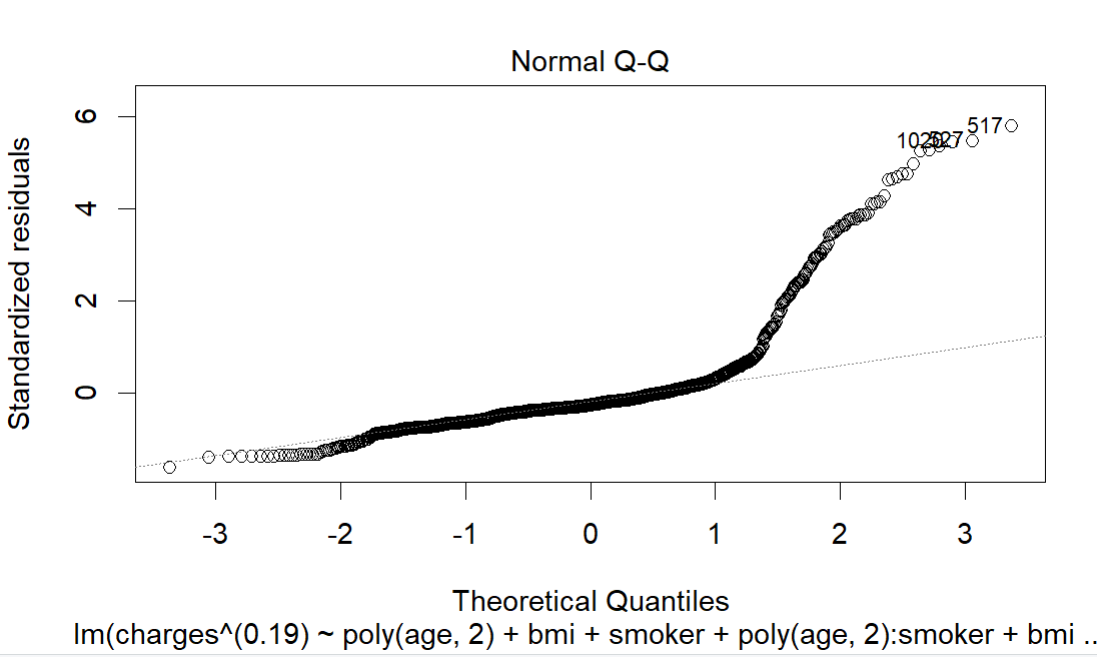 Normal Q-Q
Standardized residuals
6
4
2
0
517
527
-3 -2 -1 0 1 2 3
Theoretical Quantiles
lm(charges^(0.19) ~ poly(age, 2) + bmi + smoker + poly(age, 2):smoker + bmi ..